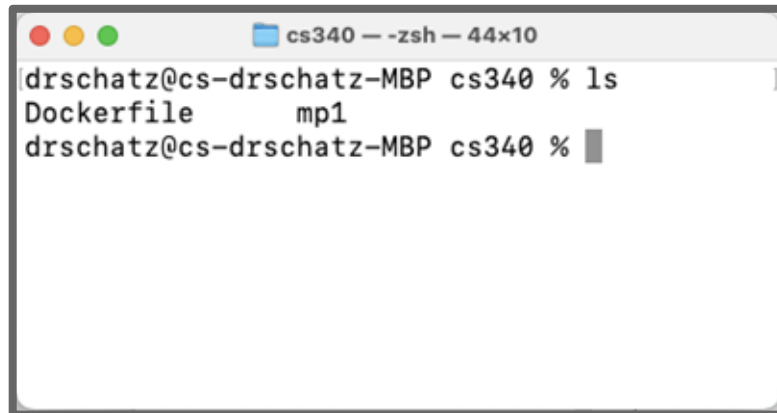 cs340 — -zsh — 44×10
[drschatz@cs-drschatz-MBP cs340 % ls ]
Dockerfile mp1
drschatz@cs-drschatz-MBP cs340 %